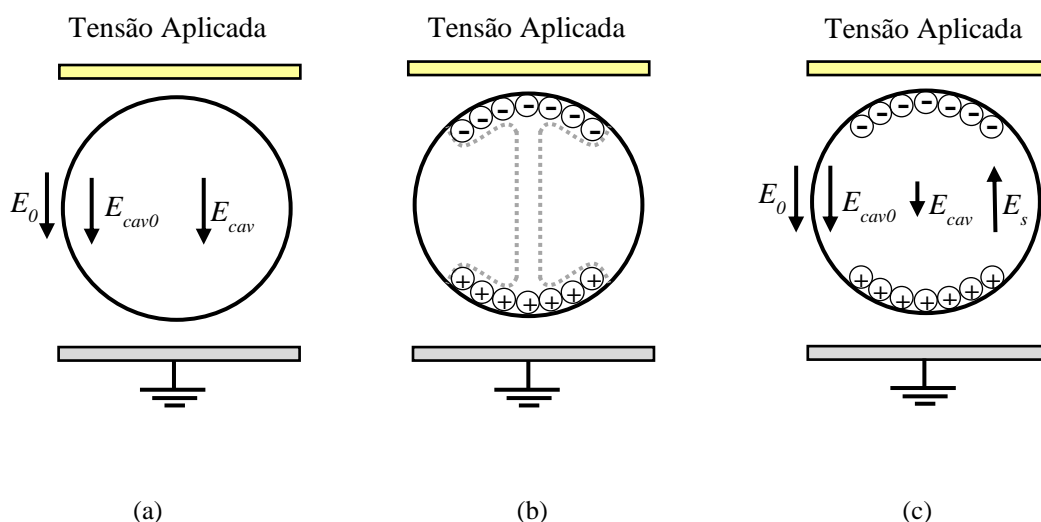 Tensão Aplicada Tensão Aplicada Tensão Aplicada
- - - - - - - - - - - - - -
E0 Ecav0 Ecav E0 Ecav0 Ecav Es
+ + + + + + + + + + + + + +
(a) (b) (c)